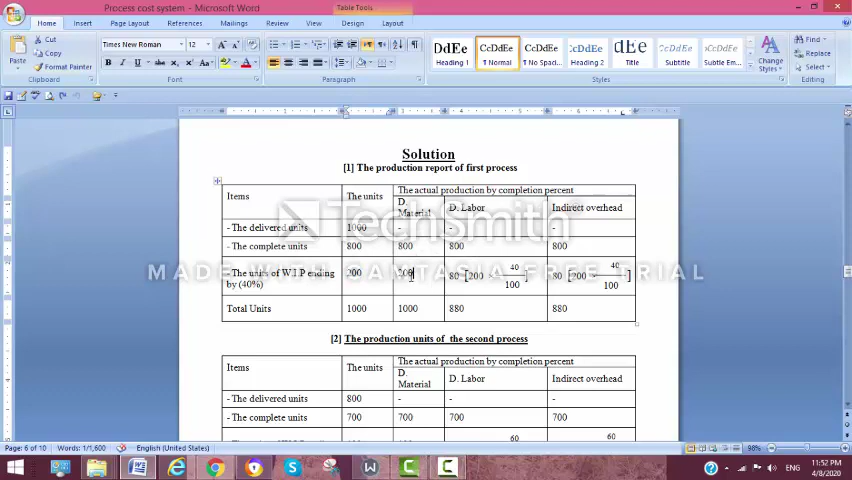 Process cost system - Microsoft Word
Table Tools
Home Insert Page Layout References Mailings Review View Design Layout
Cut
Copy
Format Painter
Paste
Clipboard
Times New Roman 12
Font
Paragraph
DdEe CcDdEe CcDdEe CcDdEe DdEe CcDdEe CcDdEe
Heading 1 ¶ Normal ¶ No Spaci... Heading 2 Title Subtitle Subtle Em...
Change Styles
Styles
Find
Replace
Select
Editing
Solution
[1] The production report of first process
Items The units The actual production by completion percent
D. Material D. Labor Indirect overhead
- The delivered units 1000 - - -
- The complete units 800 800 800 800
- The units of W.I.P ending by (40%) 200 200 80 [200 × 40/100] 80 [200 × 40/100]
Total Units 1000 1000 880 880
TechSmith
MADE WITH CAMTASIA FREE TRIAL
[2] The production units of the second process
Items The units The actual production by completion percent
D. Material D. Labor Indirect overhead
- The delivered units 800 - - -
- The complete units 700 700 700 700
60 60
Page: 6 of 10 Words: 1/1,600 English (United States) 98%
ENG 11:52 PM
4/8/2020